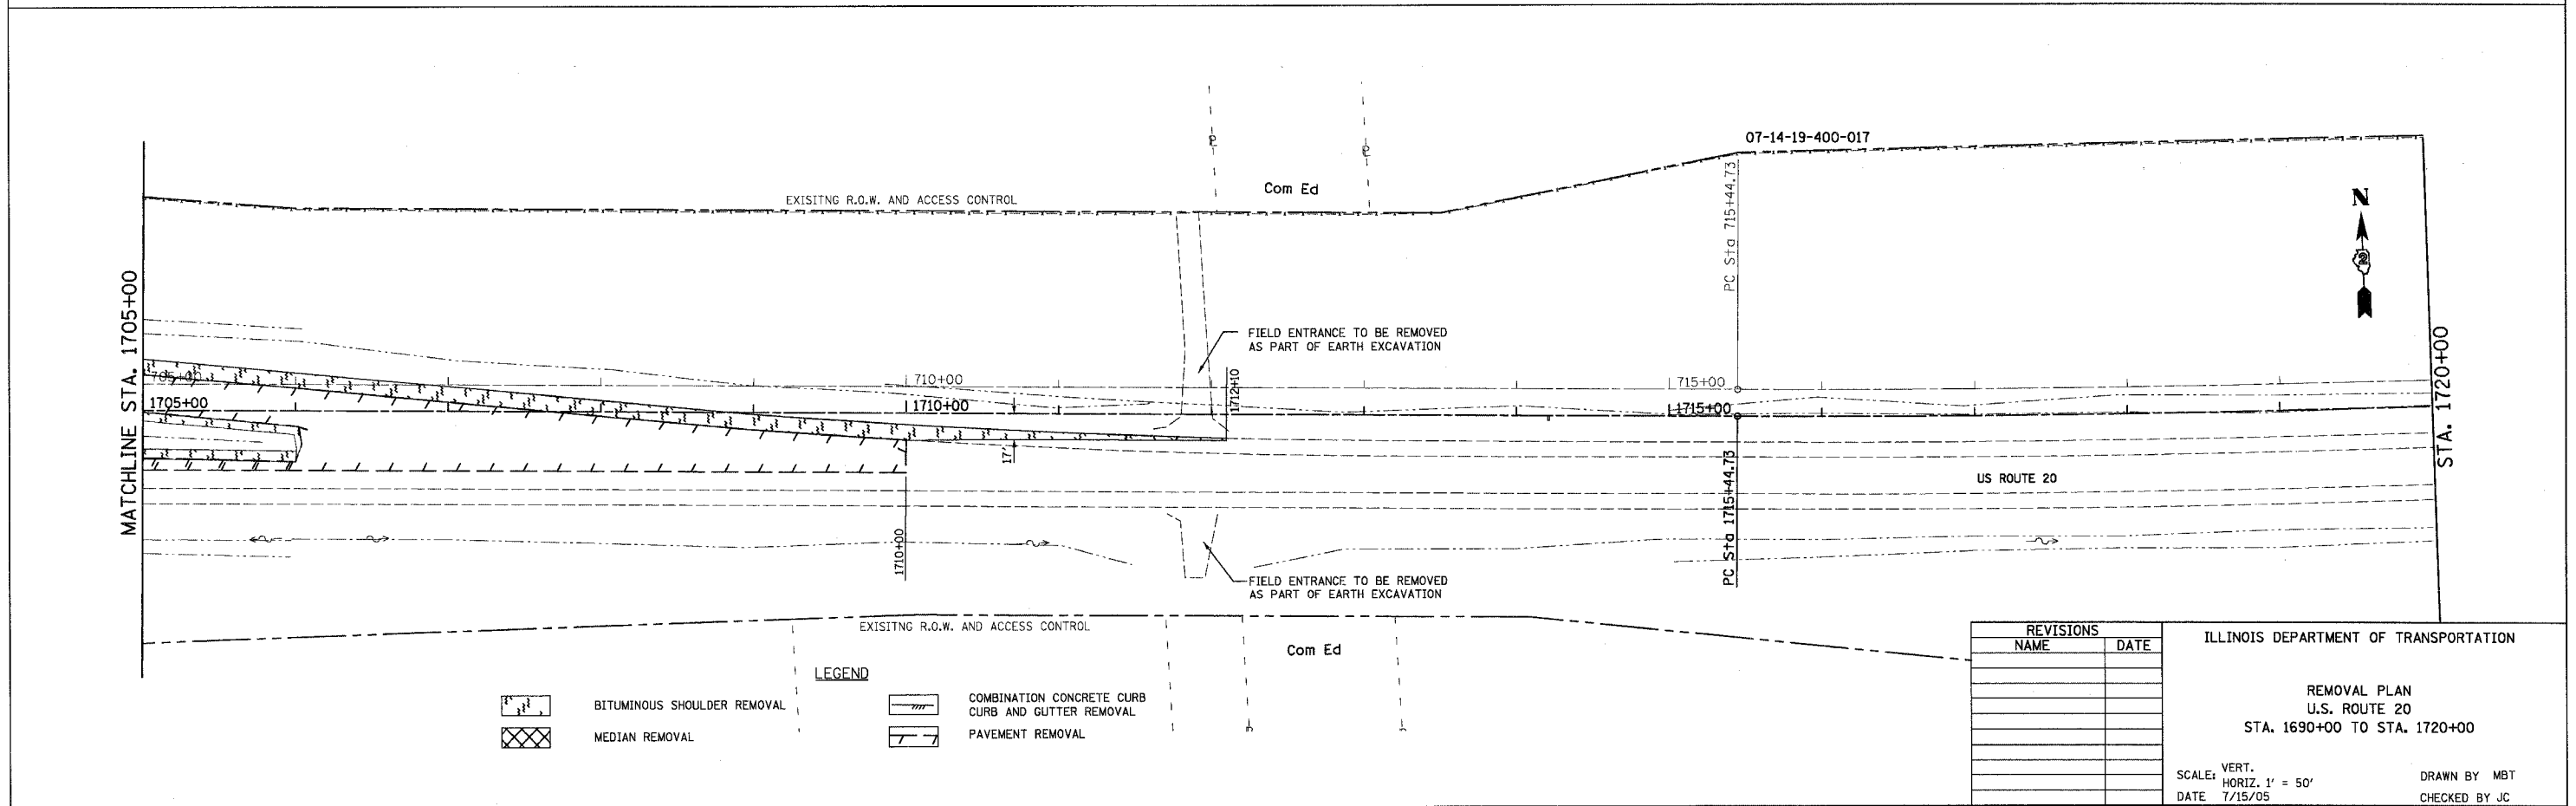 07-14-19-400-017
Com Ed
EXISITNG R.O.W. AND ACCESS CONTROL
PC Sta 715+44.73
N
MATCHLINE STA. 1705+00
FIELD ENTRANCE TO BE REMOVED
AS PART OF EARTH EXCAVATION
STA. 1720+00
705+00
710+00
1712+10
715+00
1705+00
1710+00
1715+00
17'
US ROUTE 20
PC Sta 1715+44.73
1710+00
FIELD ENTRANCE TO BE REMOVED
AS PART OF EARTH EXCAVATION
EXISITNG R.O.W. AND ACCESS CONTROL
Com Ed
LEGEND
BITUMINOUS SHOULDER REMOVAL
COMBINATION CONCRETE CURB
CURB AND GUTTER REMOVAL
MEDIAN REMOVAL
PAVEMENT REMOVAL
REVISIONS
NAME DATE
ILLINOIS DEPARTMENT OF TRANSPORTATION
REMOVAL PLAN
U.S. ROUTE 20
STA. 1690+00 TO STA. 1720+00
SCALE: VERT.
HORIZ. 1' = 50'
DATE 7/15/05
DRAWN BY MBT
CHECKED BY JC